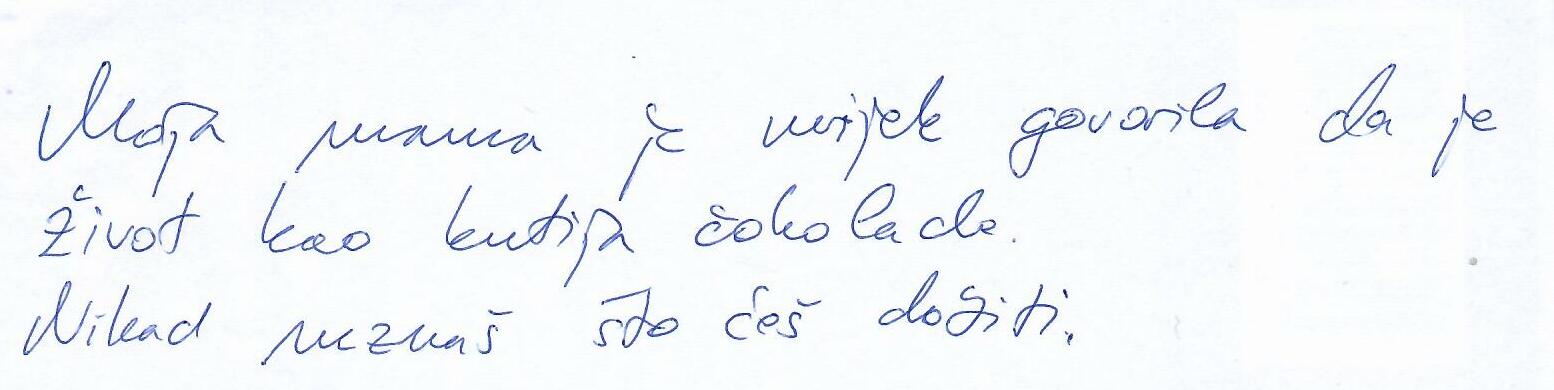 Moja mama je uvijek govorila da je
život kao kutija čokolade.
Nikad neznaš što ćeš dobiti.